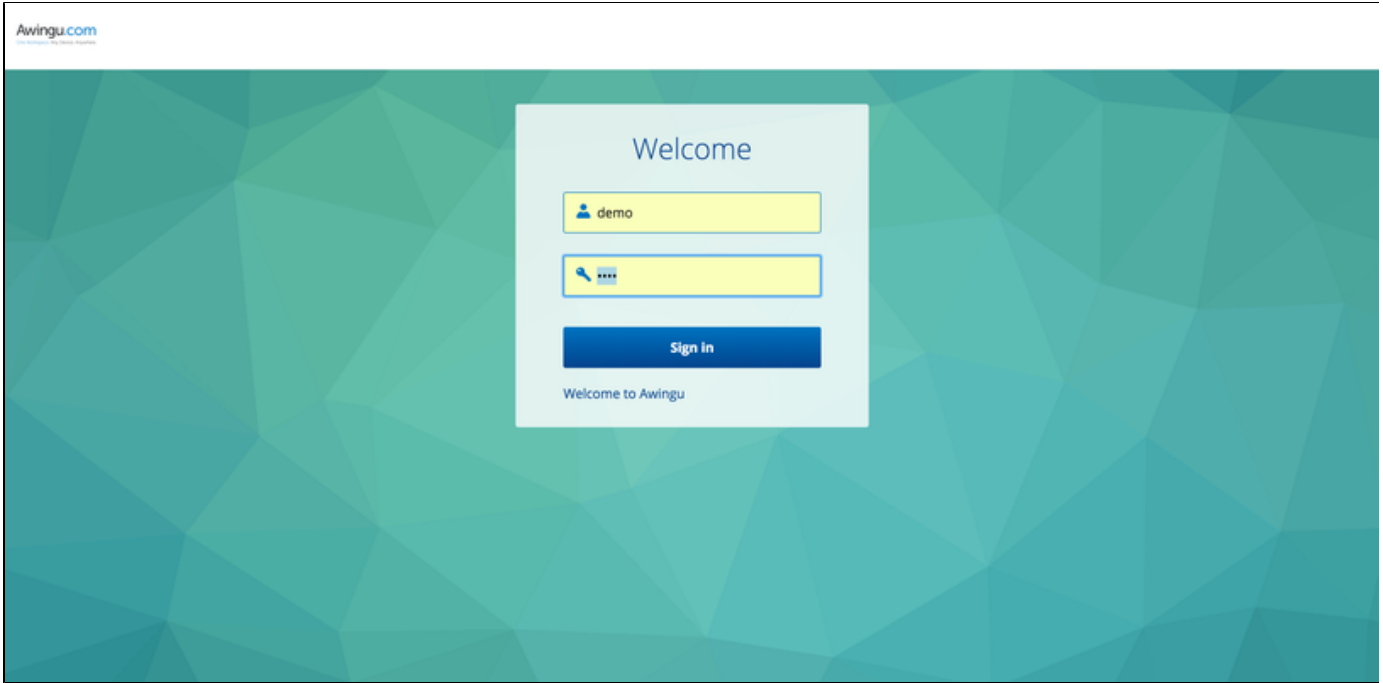 Awingu.com
Welcome
demo
••••
Sign in
Welcome to Awingu